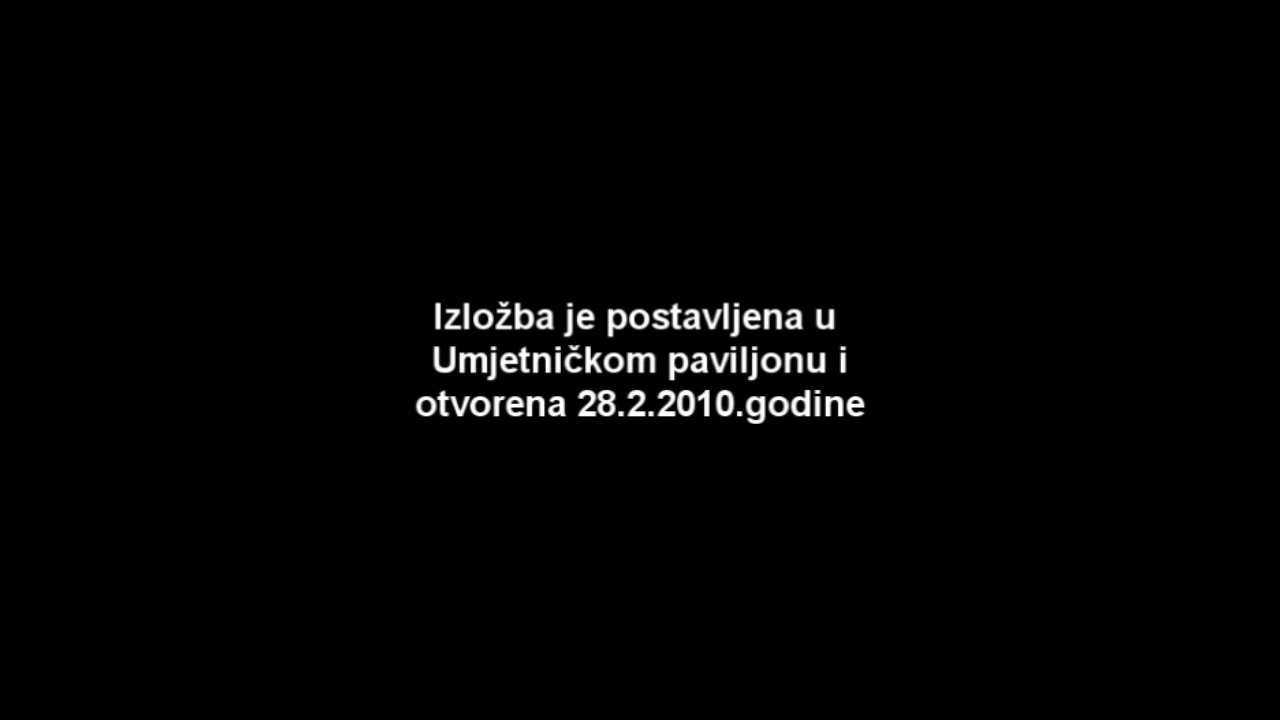 Izložba je postavljena u
Umjetničkom paviljonu i
otvorena 28.2.2010.godine